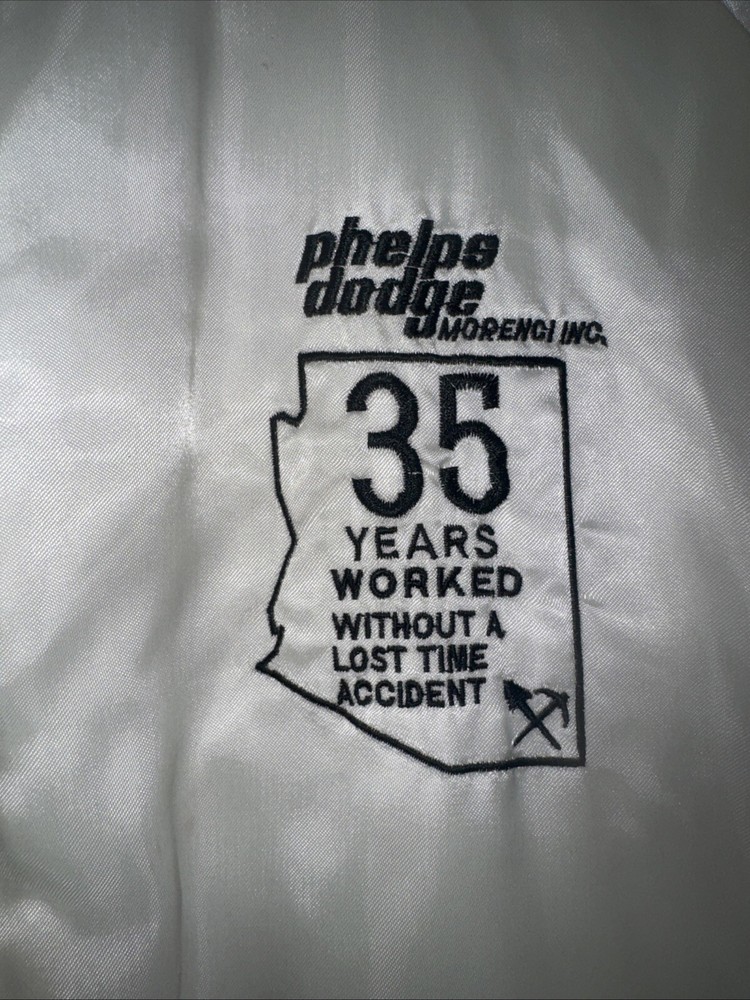 phelps
dodge
MORENCI INC.
35
YEARS
WORKED
WITHOUT A
LOST TIME
ACCIDENT